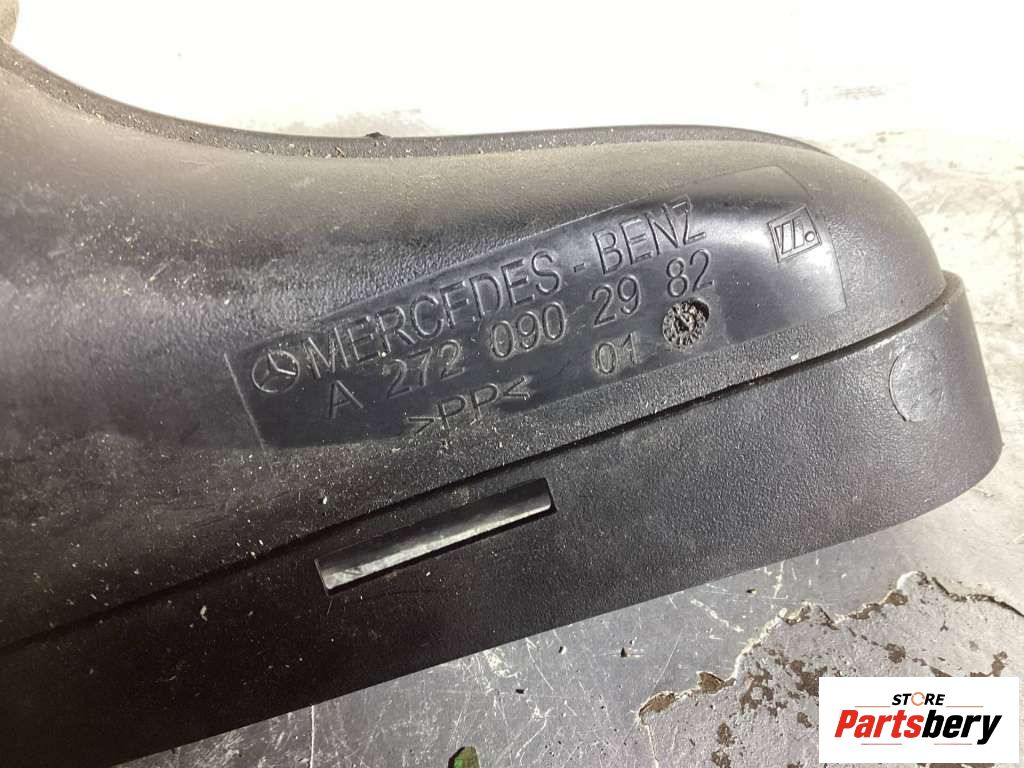 MERCEDES-BENZ
A 272 090 29 82
>PP< 01
STORE
Partsbery